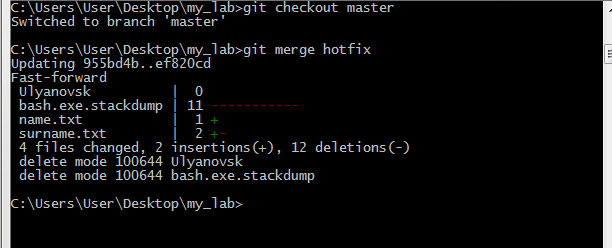 C:\Users\User\Desktop\my_lab>git checkout master
Switched to branch 'master'
C:\Users\User\Desktop\my_lab>git merge hotfix
Updating 955bd4b..ef820cd
Fast-forward
 Ulyanovsk          |  0
 bash.exe.stackdump | 11 -----------
 name.txt           |  1 +
 surname.txt        |  2 +-
 4 files changed, 2 insertions(+), 12 deletions(-)
 delete mode 100644 Ulyanovsk
 delete mode 100644 bash.exe.stackdump
C:\Users\User\Desktop\my_lab>